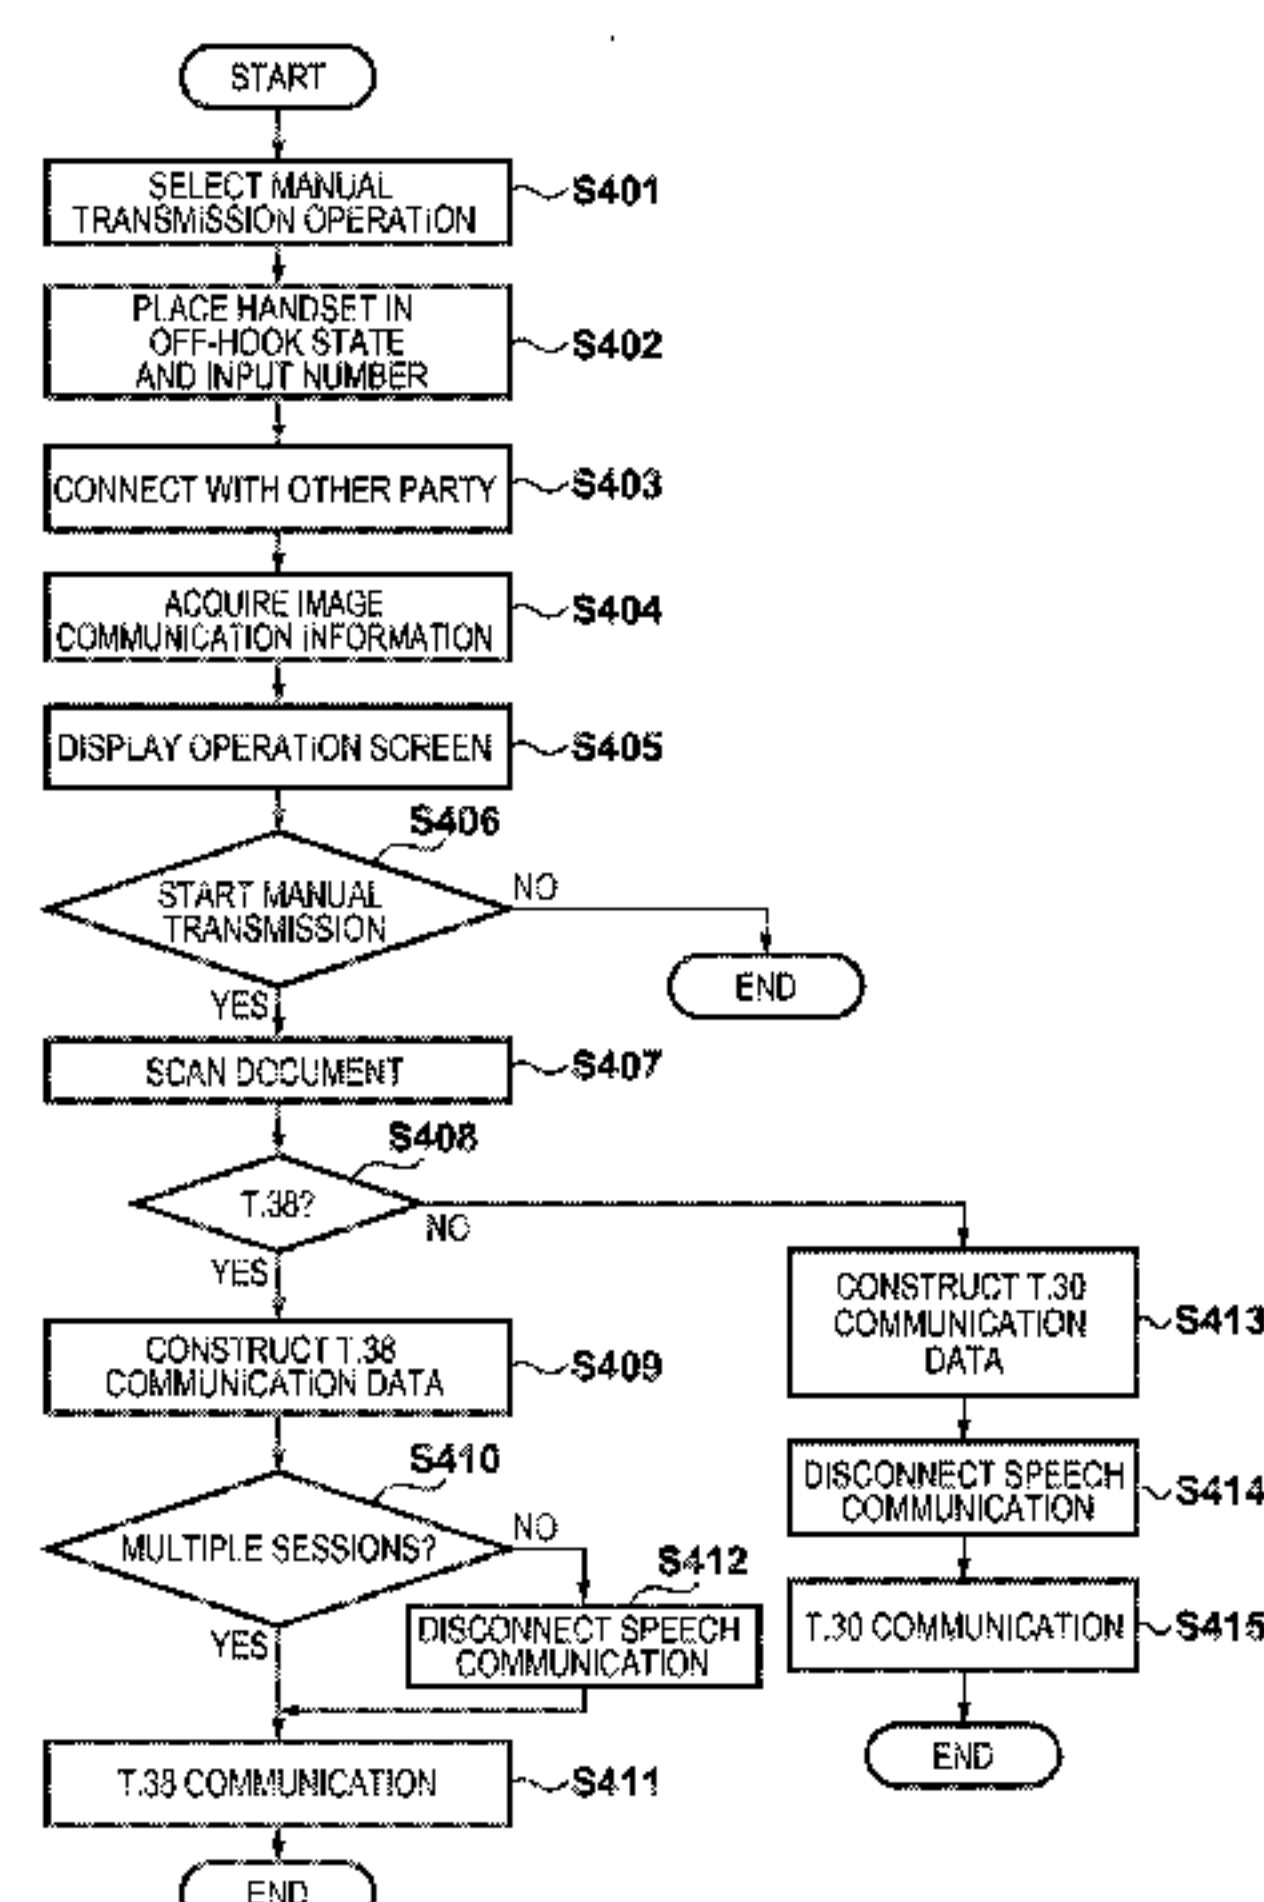 START
SELECT MANUAL
TRANSMISSION OPERATION
S401
PLACE HANDSET IN
OFF-HOOK STATE
AND INPUT NUMBER
S402
CONNECT WITH OTHER PARTY
S403
ACQUIRE IMAGE
COMMUNICATION INFORMATION
S404
DISPLAY OPERATION SCREEN
S405
S406
START MANUAL
TRANSMISSION
NO
END
YES
SCAN DOCUMENT
S407
S408
T.38?
NO
YES
CONSTRUCT T.38
COMMUNICATION DATA
S409
S410
MULTIPLE SESSIONS?
NO
S412
DISCONNECT SPEECH
COMMUNICATION
YES
T.38 COMMUNICATION
S411
END
CONSTRUCT T.30
COMMUNICATION
DATA
S413
DISCONNECT SPEECH
COMMUNICATION
S414
T.30 COMMUNICATION
S415
END